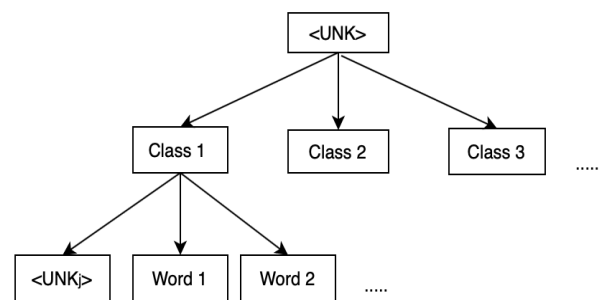 <UNK>
Class 1
Class 2
Class 3
.....
<UNKj>
Word 1
Word 2
.....